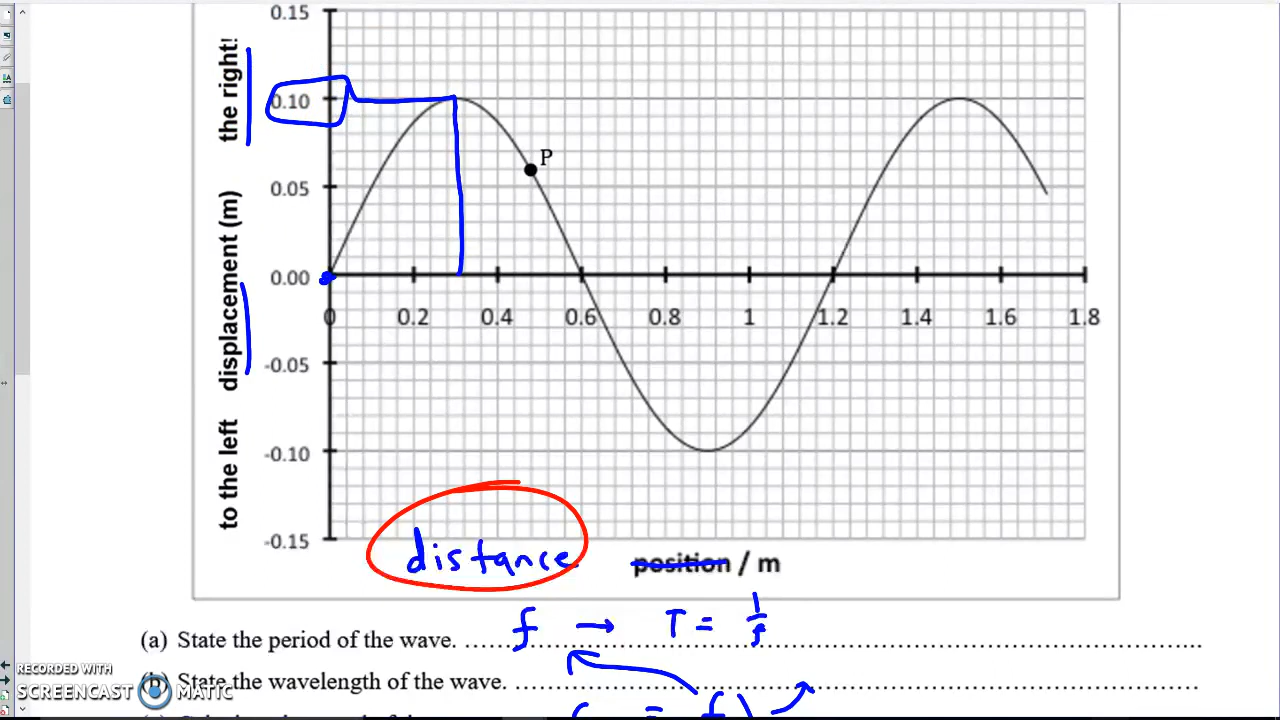 0.15
0.10
0.05
0.00
-0.05
-0.10
-0.15
to the left displacement (m) the right
P
0 0.2 0.4 0.6 0.8 1 1.2 1.4 1.6 1.8
distance position / m
f → T = 1/f
(a) State the period of the wave.
(b) State the wavelength of the wave.
= f λ
RECORDED WITH
SCREENCAST MATIC